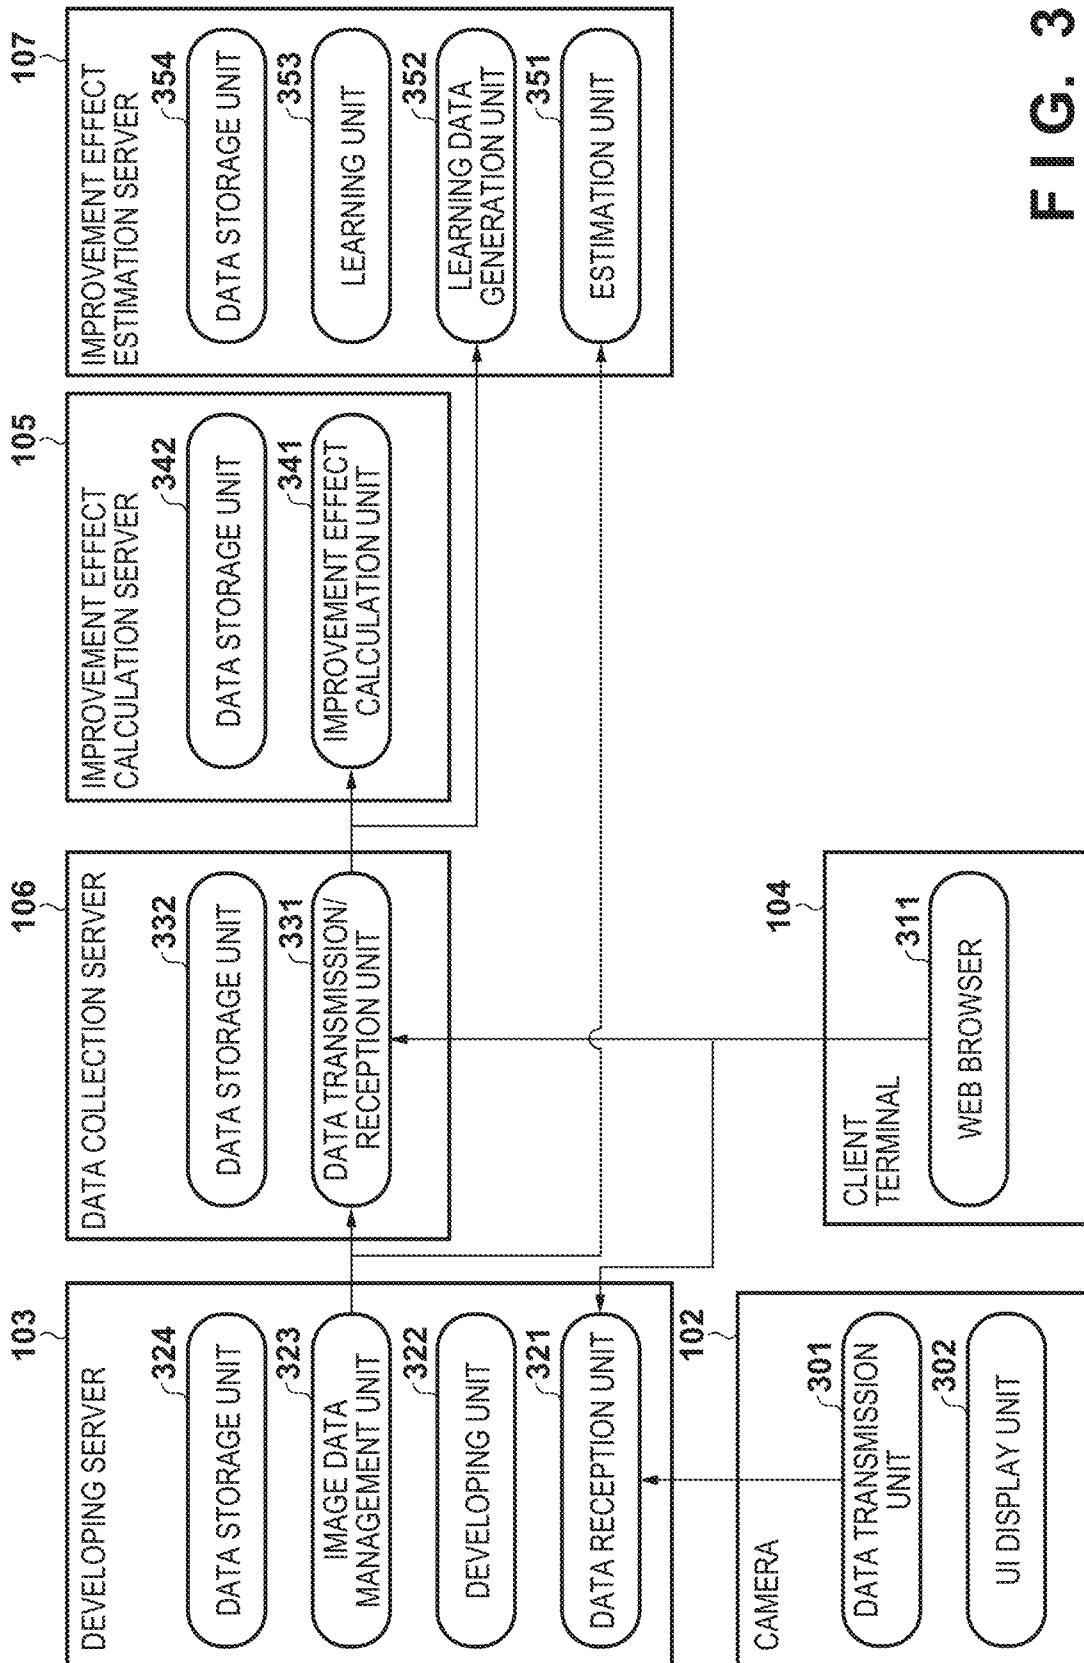 DEVELOPING SERVER
103
DATA STORAGE UNIT
324
IMAGE DATA
MANAGEMENT UNIT
323
DEVELOPING UNIT
322
DATA RECEPTION UNIT
321
DATA COLLECTION SERVER
106
DATA STORAGE UNIT
332
DATA TRANSMISSION/
RECEPTION UNIT
331
IMPROVEMENT EFFECT
CALCULATION SERVER
105
DATA STORAGE UNIT
342
IMPROVEMENT EFFECT
CALCULATION UNIT
341
IMPROVEMENT EFFECT
ESTIMATION SERVER
107
DATA STORAGE UNIT
354
LEARNING UNIT
353
LEARNING DATA
GENERATION UNIT
352
ESTIMATION UNIT
351
CAMERA
102
DATA TRANSMISSION
UNIT
301
UI DISPLAY UNIT
302
CLIENT
TERMINAL
104
WEB BROWSER
311
FIG. 3